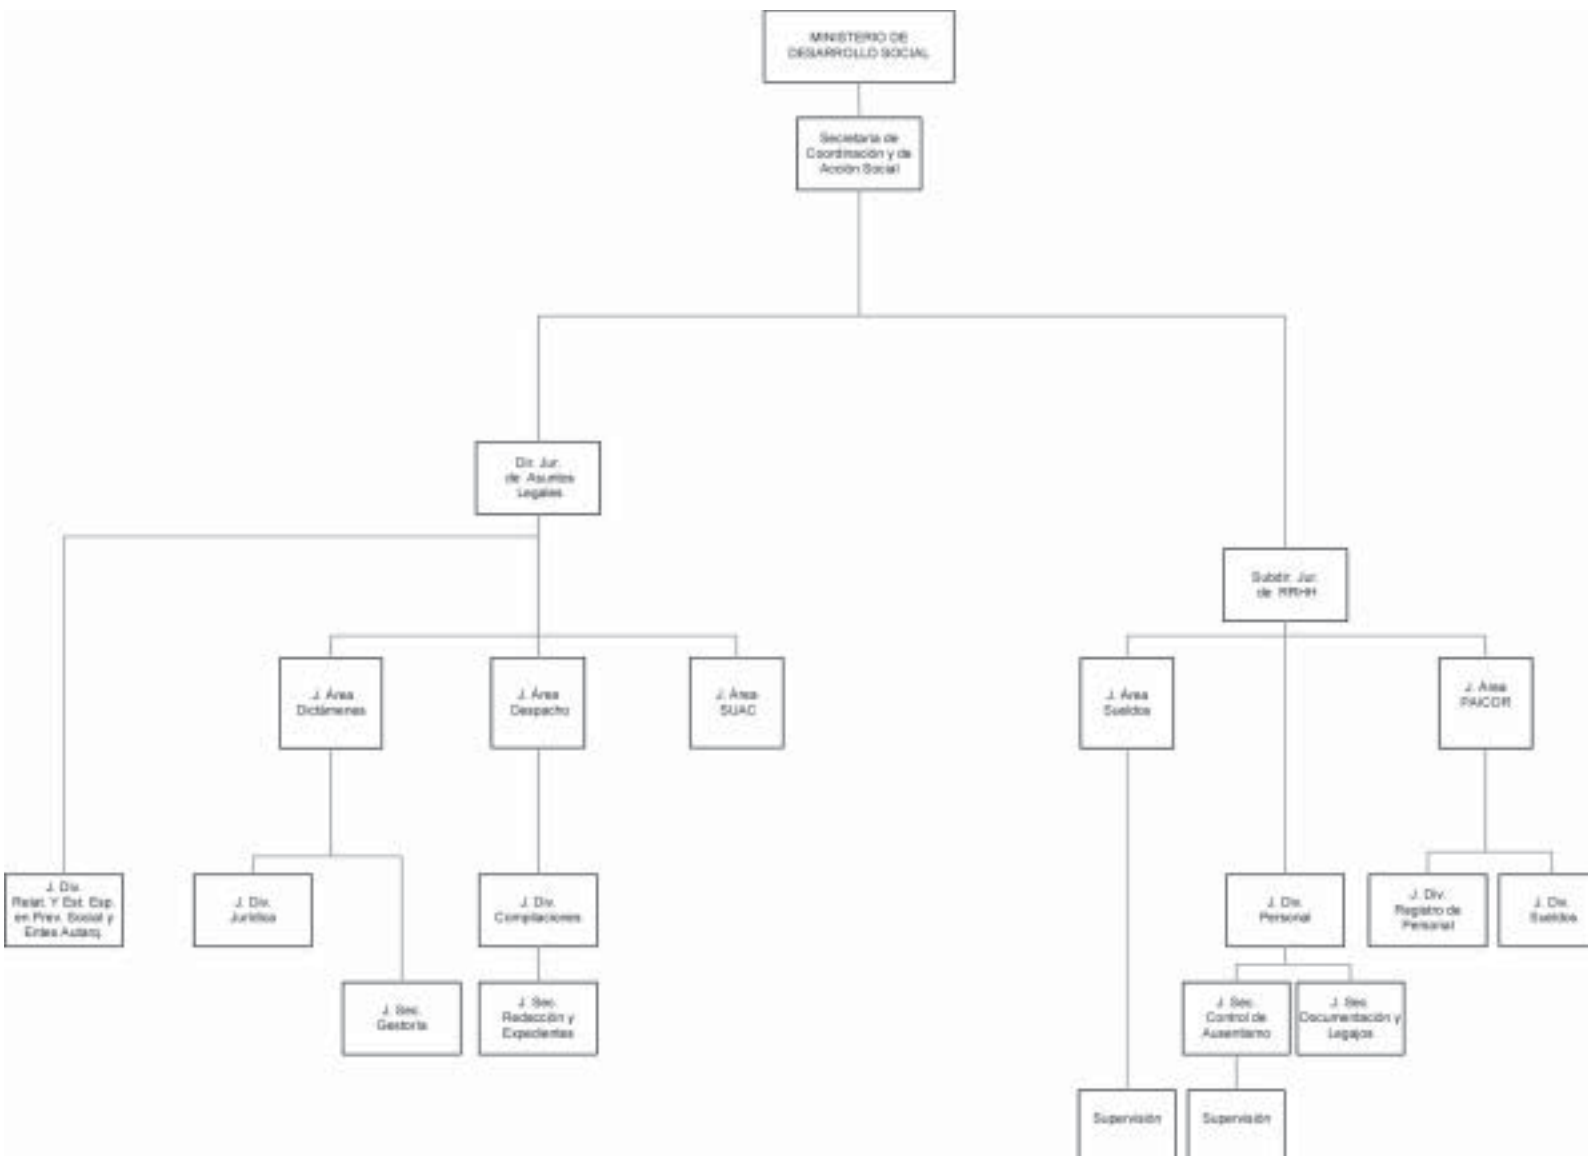 MINISTERIO DE
DESARROLLO SOCIAL
Secretaría de
Coordinación y de
Acción Social
Dir. Jur.
de Asuntos
Legales
Subdir. Jur.
de RRHH
J. Área
Dictámenes
J. Área
Despacho
J. Área
SUAC
J. Área
Sueldos
J. Área
PAICOR
J. Div.
Relat. Y Est. Esp.
en Prev. Social y
Entes Autarq.
J. Div.
Jurídica
J. Div.
Compilaciones
J. Div.
Personal
J. Div.
Registro de
Personal
J. Div.
Sueldos
J. Sec.
Gestoría
J. Sec.
Redacción y
Expedientes
J. Sec.
Control de
Ausentismo
J. Sec.
Documentación y
Legajos
Supervisión
Supervisión